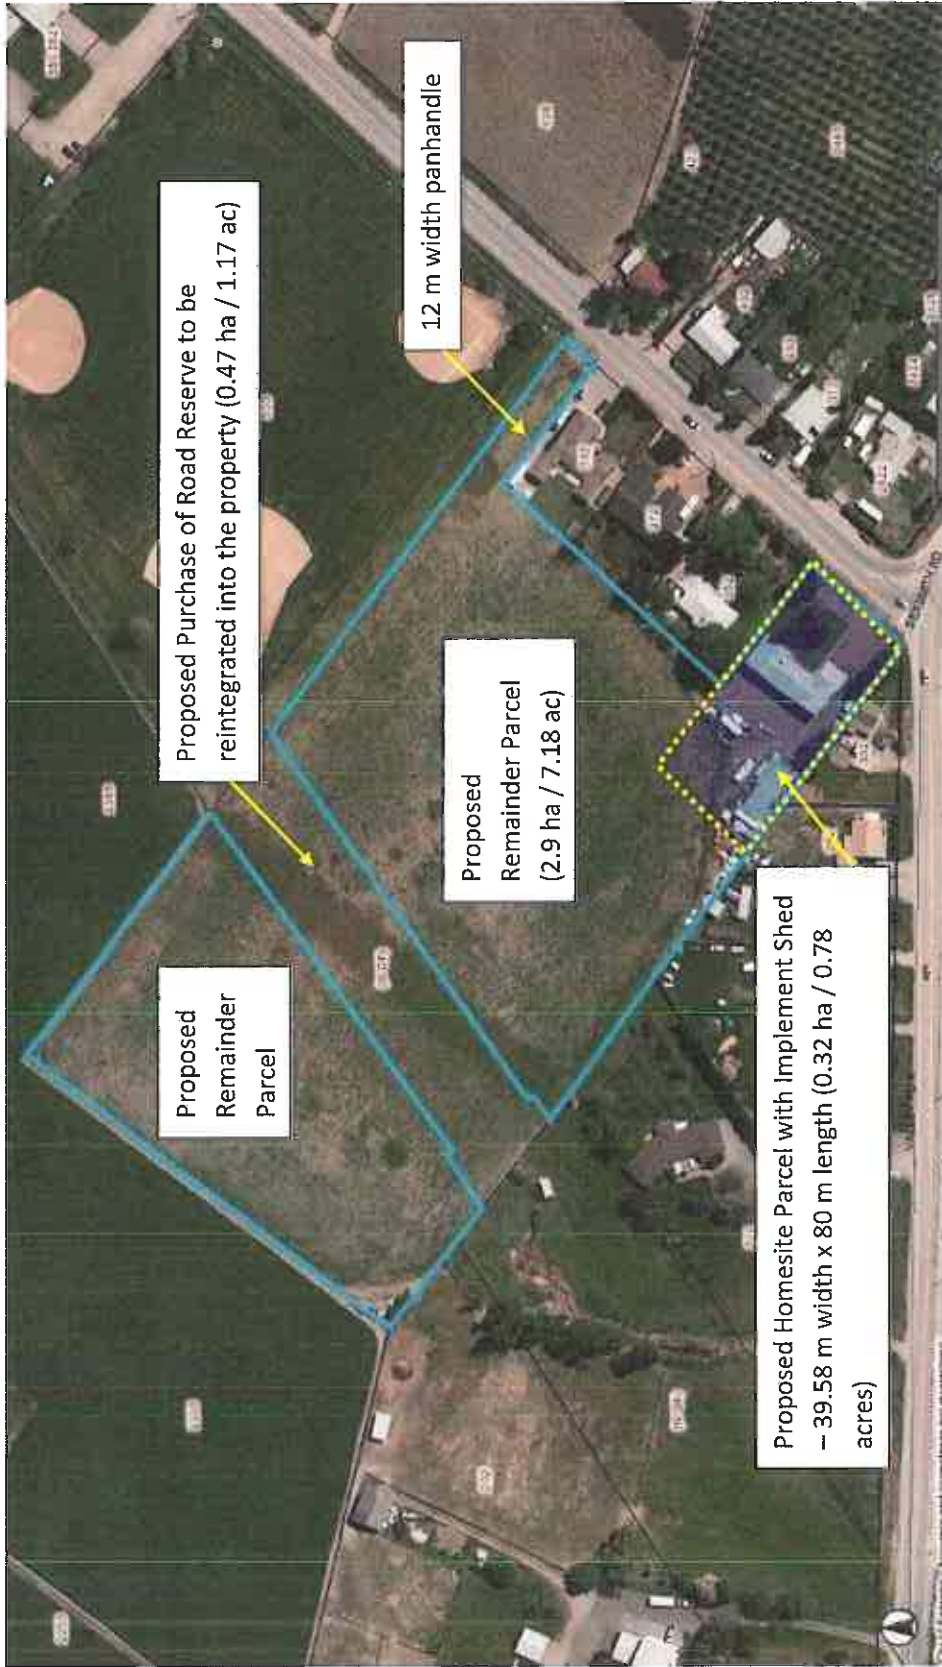 Proposed Purchase of Road Reserve to be
reintegrated into the property (0.47 ha / 1.17 ac)
12 m width panhandle
Proposed
Remainder
Parcel
Proposed
Remainder Parcel
(2.9 ha / 7.18 ac)
Proposed Homesite Parcel with Implement Shed
– 39.58 m width x 80 m length (0.32 ha / 0.78
acres)